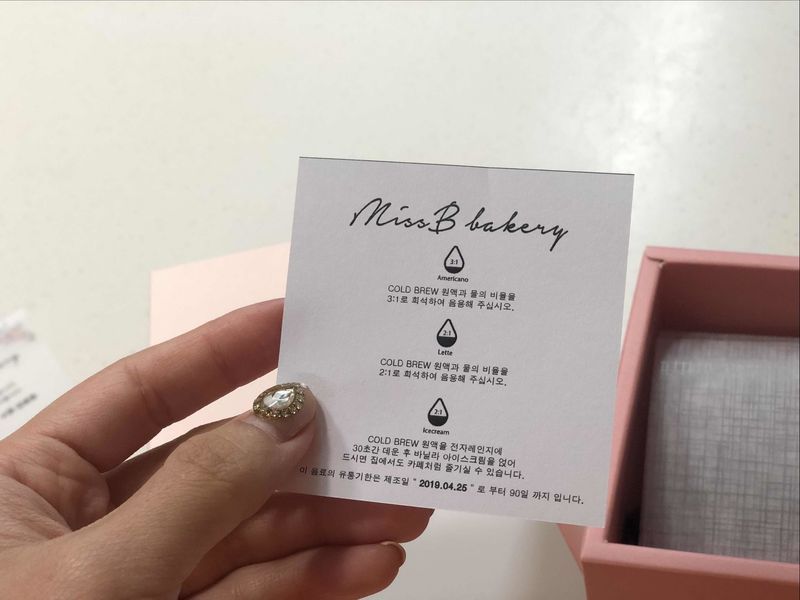 MissB bakery
3:1
Americano
COLD BREW 원액과 물의 비율을
3:1로 희석하여 음용해 주십시오.
2:1
Lette
COLD BREW 원액과 물의 비율을
2:1로 희석하여 음용해 주십시오.
2:1
Icecream
COLD BREW 원액을 전자레인지에
30초간 데운 후 바닐라 아이스크림을 얹어
드시면 집에서도 카페처럼 즐기실 수 있습니다.
이 음료의 유통기한은 제조일 " 2019.04.25 " 로 부터 90일 까지 입니다.